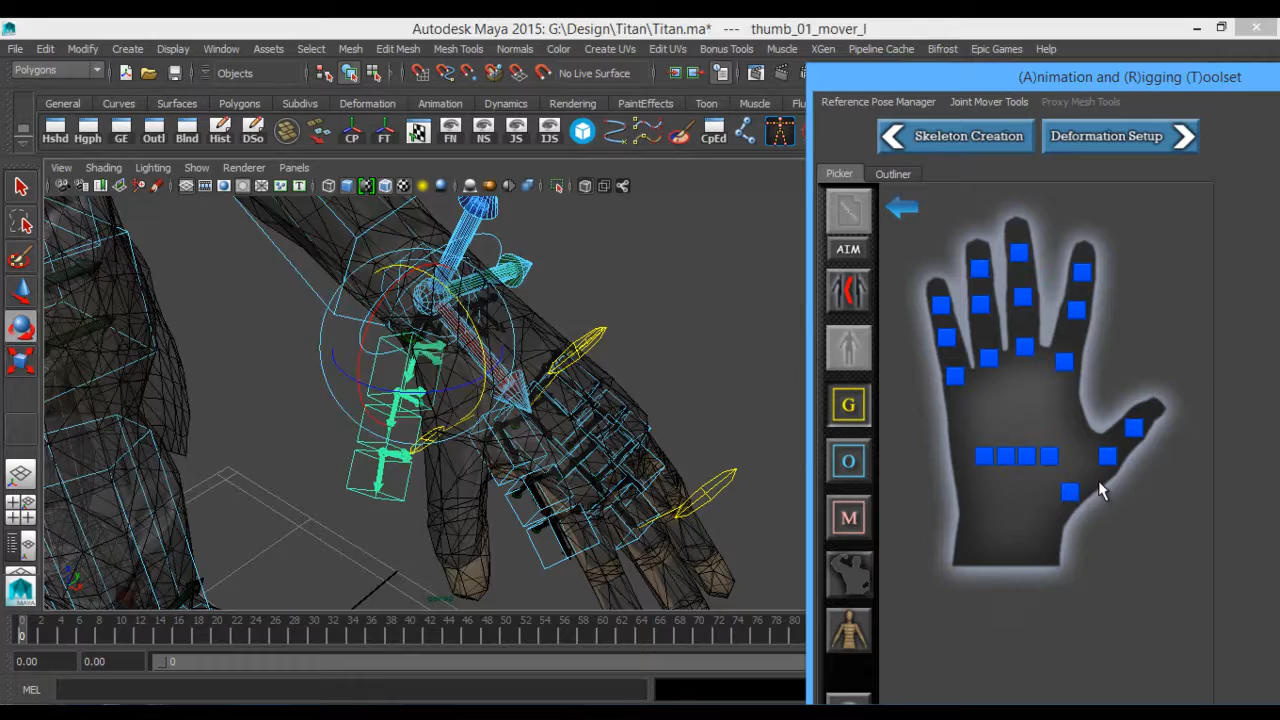 Autodesk Maya 2015: G:\Design\Titan\Titan.ma* --- thumb_01_mover_l
File Edit Modify Create Display Window Assets Select Mesh Edit Mesh Mesh Tools Normals Color Create UVs Edit UVs Bonus Tools Muscle XGen Pipeline Cache Bifrost Epic Games Help
Polygons Objects No Live Surface
(A)nimation and (R)igging (T)oolset
General Curves Surfaces Polygons Subdivs Deformation Animation Dynamics Rendering PaintEffects Toon Muscle Flu
Reference Pose Manager Joint Mover Tools Proxy Mesh Tools
Hshd Hgph GE Outl Blnd Hist DSo CP FT FN NS JS IJS CpEd
Skeleton Creation Deformation Setup
View Shading Lighting Show Renderer Panels
Picker Outliner
AIM
G
O
M
persp
0 2 4 6 8 10 12 14 16 18 20 22 24 26 28 30 32 34 36 38 40 42 44 46 48 50 52 54 56 58 60 62 64 66 68 70 72 74 76 78 80
0
0.00 0.00 0
MEL